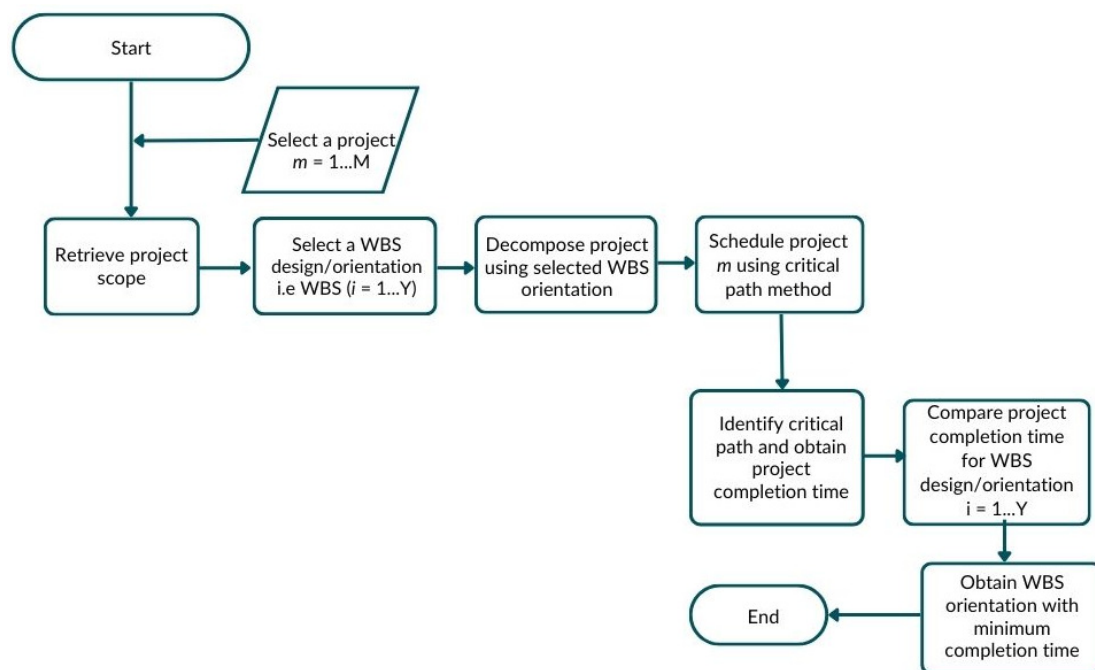 Start
Select a project
m = 1...M
Retrieve project
scope
Select a WBS
design/orientation
i.e WBS (i = 1...Y)
Decompose project
using selected WBS
orientation
Schedule project
m using critical
path method
Identify critical
path and obtain
project
completion time
Compare project
completion time
for WBS
design/orientation
i = 1...Y
Obtain WBS
orientation with
minimum
completion time
End